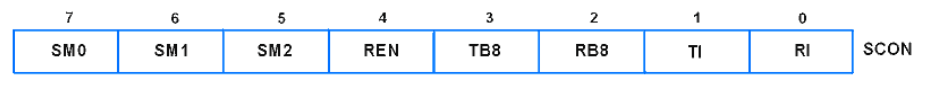 7 6 5 4 3 2 1 0
SM0 SM1 SM2 REN TB8 RB8 TI RI SCON